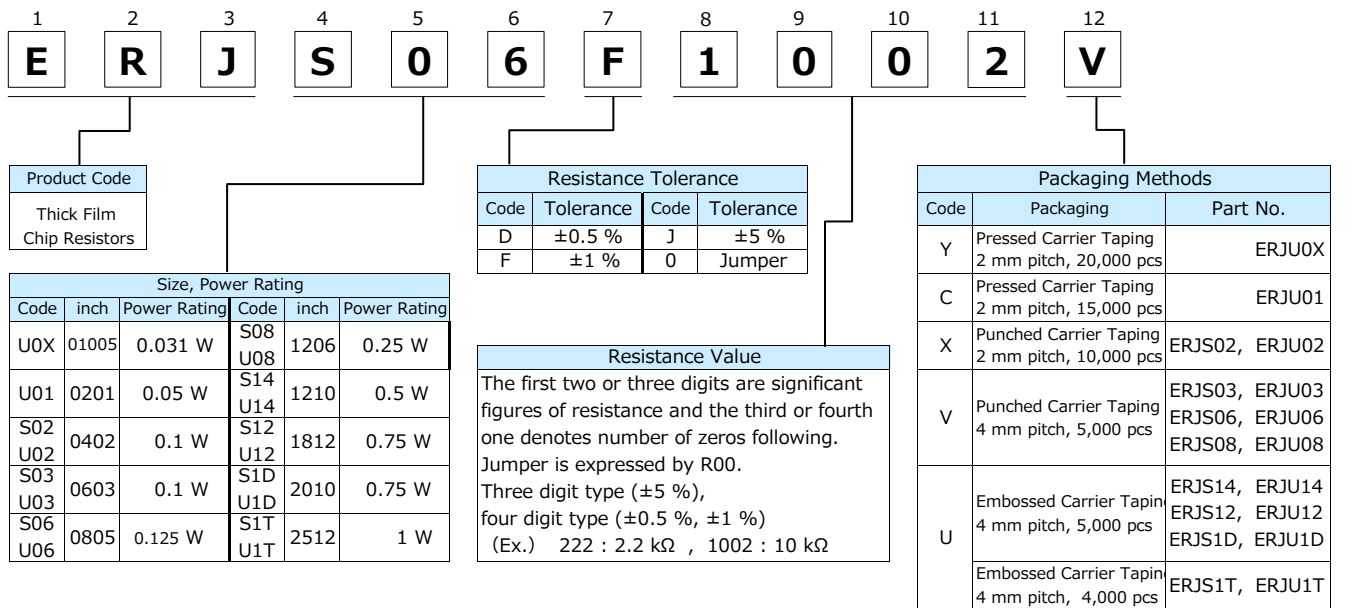 1 2 3 4 5 6 7 8 9 10 11 12
E R J S 0 6 F 1 0 0 2 V
Product Code
Thick Film
Chip Resistors
Size, Power Rating
Code inch Power Rating Code inch Power Rating
U0X 01005 0.031 W S08 U08 1206 0.25 W
U01 0201 0.05 W S14 U14 1210 0.5 W
S02 U02 0402 0.1 W S12 U12 1812 0.75 W
S03 U03 0603 0.1 W S1D U1D 2010 0.75 W
S06 U06 0805 0.125 W S1T U1T 2512 1 W
Resistance Tolerance
Code Tolerance Code Tolerance
D ±0.5 % J ±5 %
F ±1 % 0 Jumper
Resistance Value
The first two or three digits are significant
figures of resistance and the third or fourth
one denotes number of zeros following.
Jumper is expressed by R00.
Three digit type (±5 %),
four digit type (±0.5 %, ±1 %)
(Ex.) 222 : 2.2 kΩ , 1002 : 10 kΩ
Packaging Methods
Code Packaging Part No.
Y Pressed Carrier Taping
2 mm pitch, 20,000 pcs ERJU0X
C Pressed Carrier Taping
2 mm pitch, 15,000 pcs ERJU01
X Punched Carrier Taping
2 mm pitch, 10,000 pcs ERJS02, ERJU02
V Punched Carrier Taping
4 mm pitch, 5,000 pcs
ERJS03, ERJU03
ERJS06, ERJU06
ERJS08, ERJU08
U Embossed Carrier Taping
4 mm pitch, 5,000 pcs
ERJS14, ERJU14
ERJS12, ERJU12
ERJS1D, ERJU1D
Embossed Carrier Taping
4 mm pitch, 4,000 pcs ERJS1T, ERJU1T